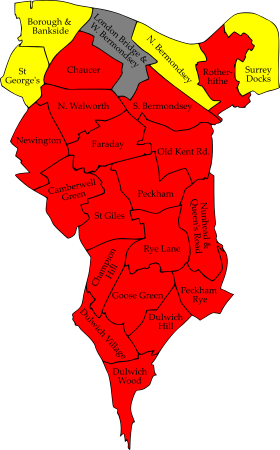 Borough &
Bankside
London Bridge &
W. Bermondsey
N. Bermondsey
St
George's
Chaucer
Rother-
hithe
Surrey
Docks
N. Walworth
S. Bermondsey
Newington
Faraday
Old Kent Rd.
Camberwell
Green
Peckham
St Giles
Nunhead &
Queen's Road
Rye Lane
Champion
Hill
Goose Green
Peckham
Rye
Dulwich
Hill
Dulwich Village
Dulwich
Wood